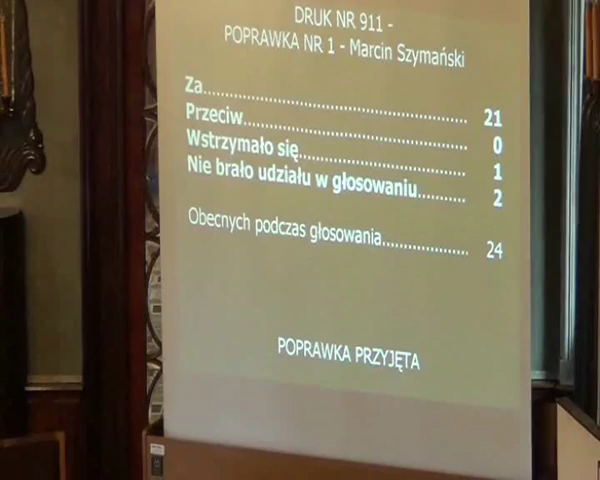 DRUK NR 911 -
POPRAWKA NR 1 - Marcin Szymański
Za........................................................ 21
Przeciw................................................ 0
Wstrzymało się................................... 1
Nie brało udziału w głosowaniu.......... 2
Obecnych podczas głosowania.................. 24
POPRAWKA PRZYJĘTA